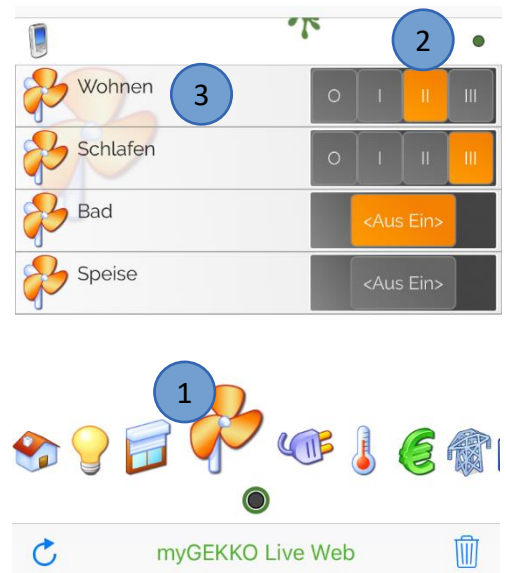 2
Wohnen 3 O I II III
Schlafen O I II III
Bad <Aus Ein>
Speise <Aus Ein>
1
myGEKKO Live Web